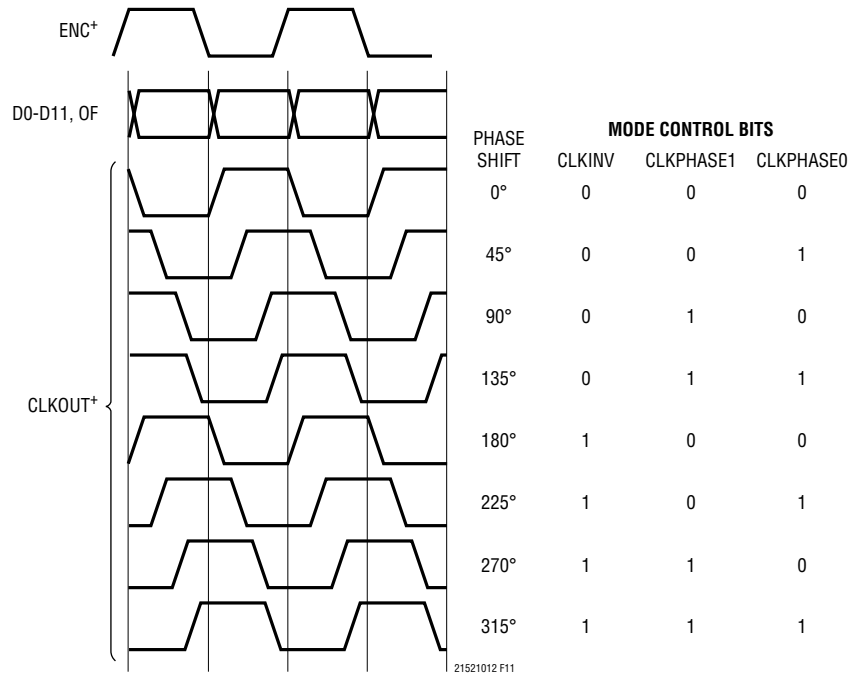 ENC+
D0-D11, OF
CLKOUT+
MODE CONTROL BITS
PHASE SHIFT CLKINV CLKPHASE1 CLKPHASE0
0° 0 0 0
45° 0 0 1
90° 0 1 0
135° 0 1 1
180° 1 0 0
225° 1 0 1
270° 1 1 0
315° 1 1 1
21521012 F11